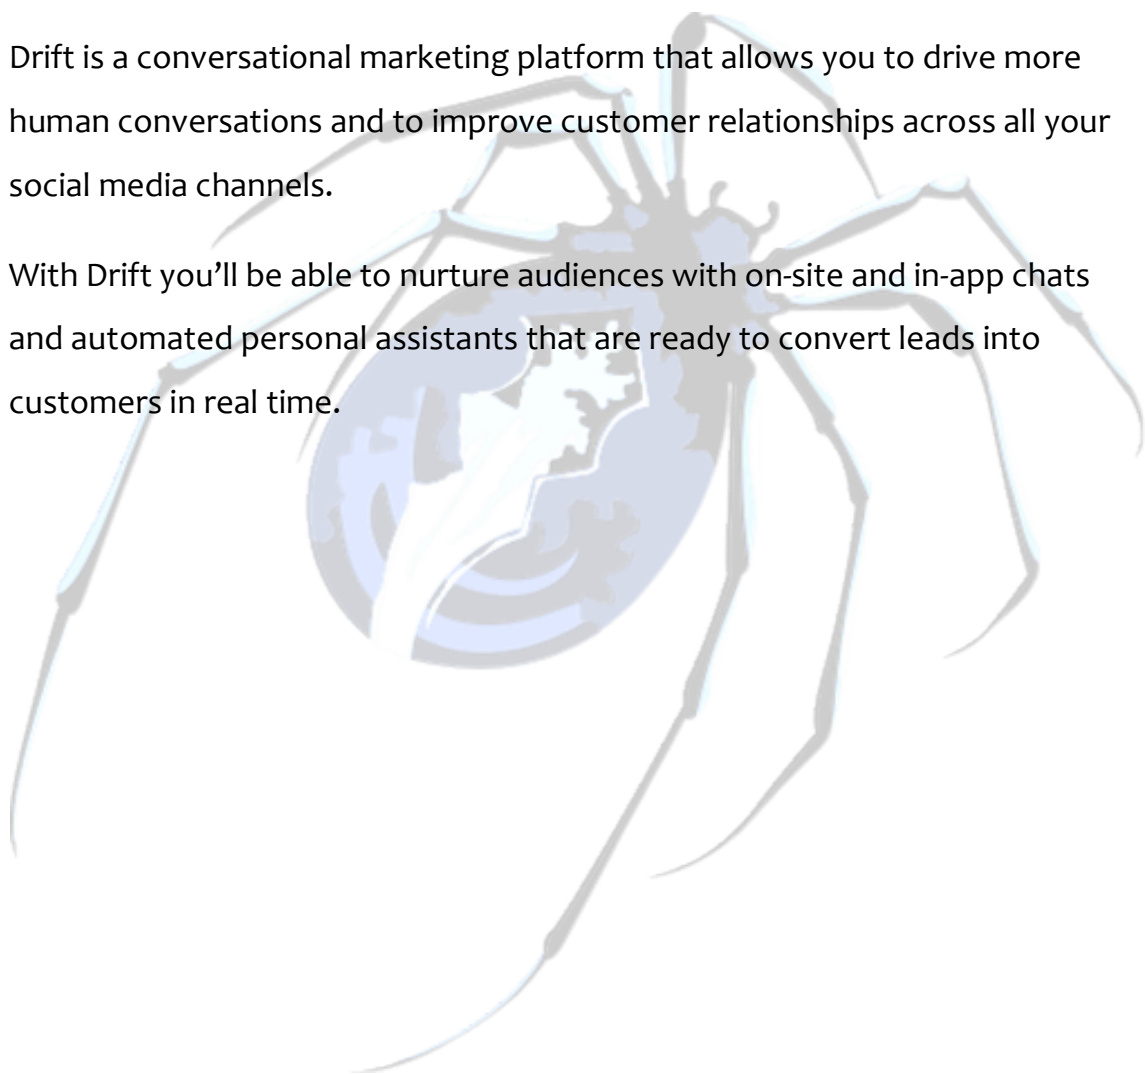 Drift is a conversational marketing platform that allows you to drive more
human conversations and to improve customer relationships across all your
social media channels.
With Drift you’ll be able to nurture audiences with on-site and in-app chats
and automated personal assistants that are ready to convert leads into
customers in real time.